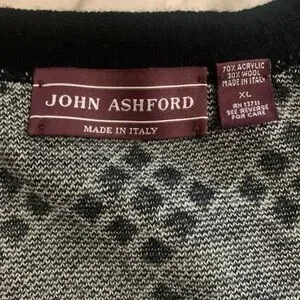 JOHN ASHFORD
MADE IN ITALY
70% ACRYLIC
30% WOOL
MADE IN ITALY
XL
RN 13711
SEE REVERSE
FOR CARE